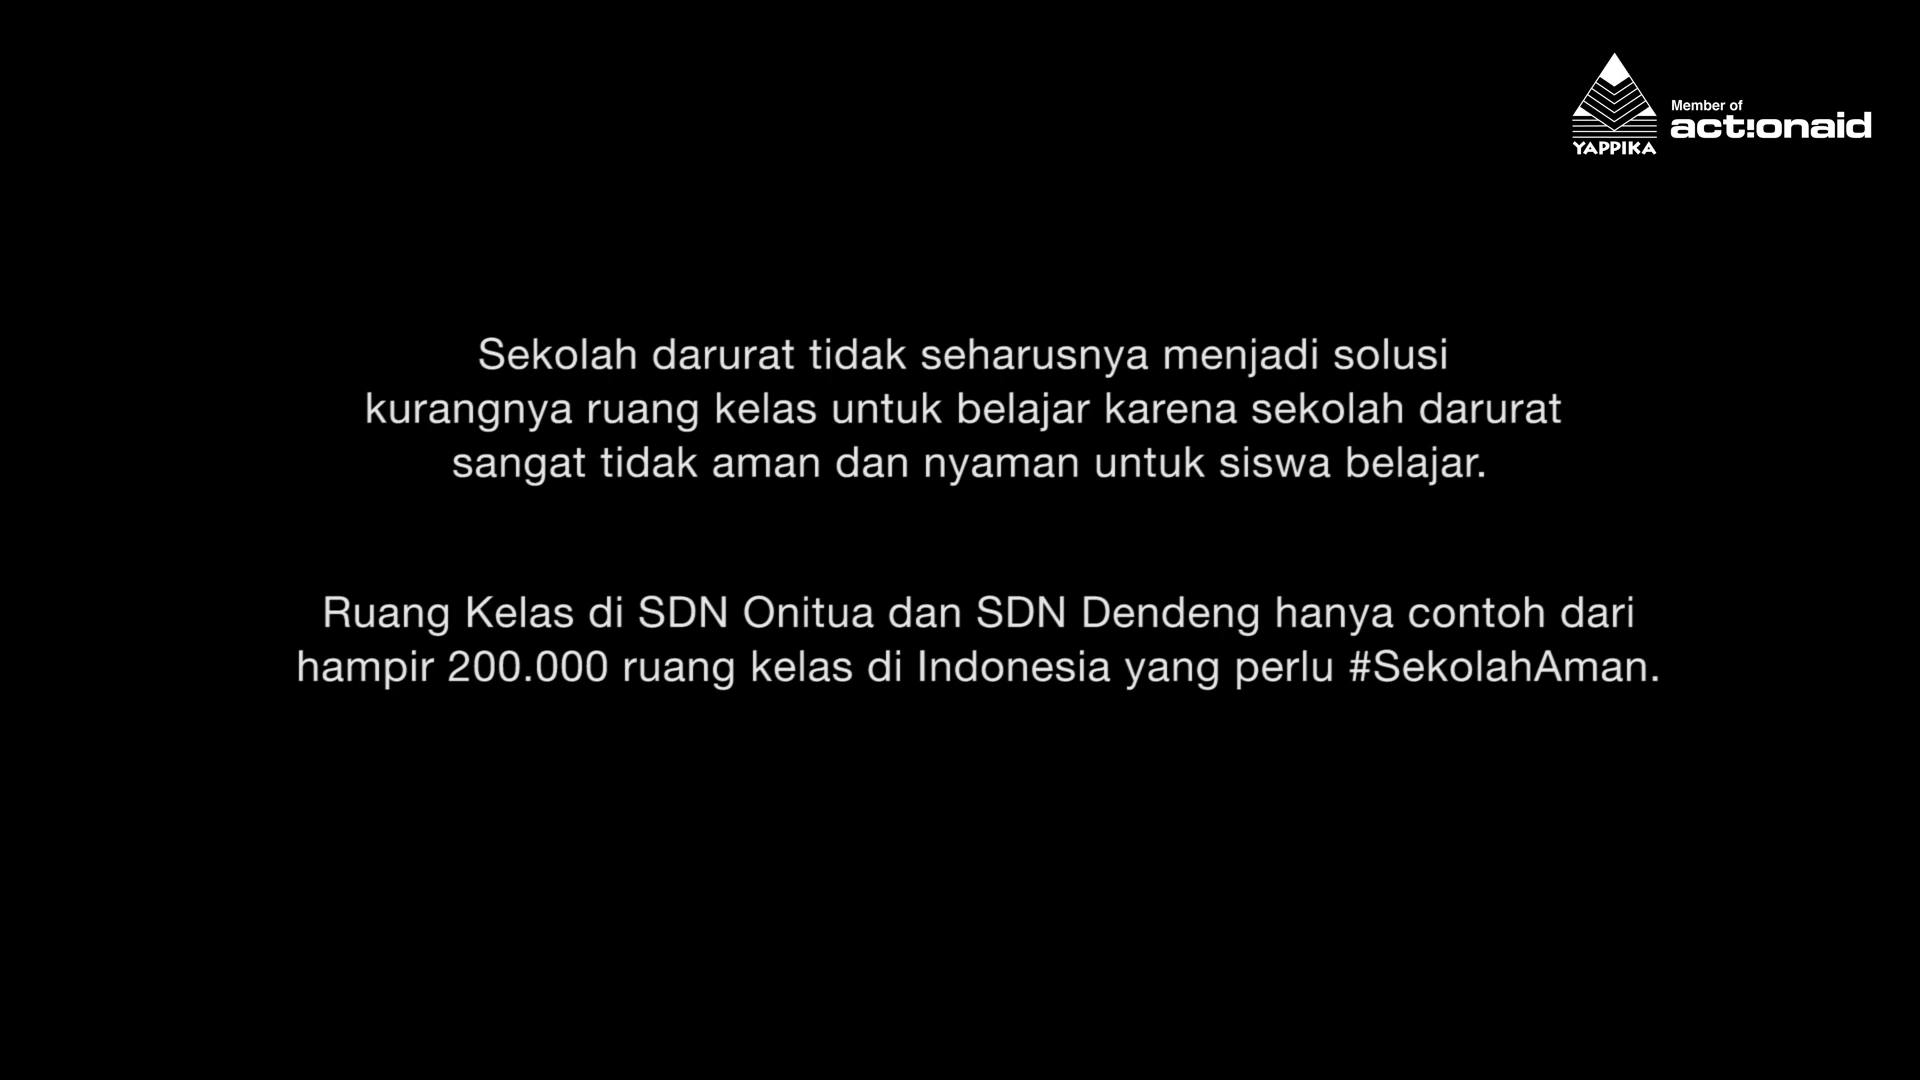 YAPPIKA
Member of
act!onaid
Sekolah darurat tidak seharusnya menjadi solusi
kurangnya ruang kelas untuk belajar karena sekolah darurat
sangat tidak aman dan nyaman untuk siswa belajar.
Ruang Kelas di SDN Onitua dan SDN Dendeng hanya contoh dari
hampir 200.000 ruang kelas di Indonesia yang perlu #SekolahAman.